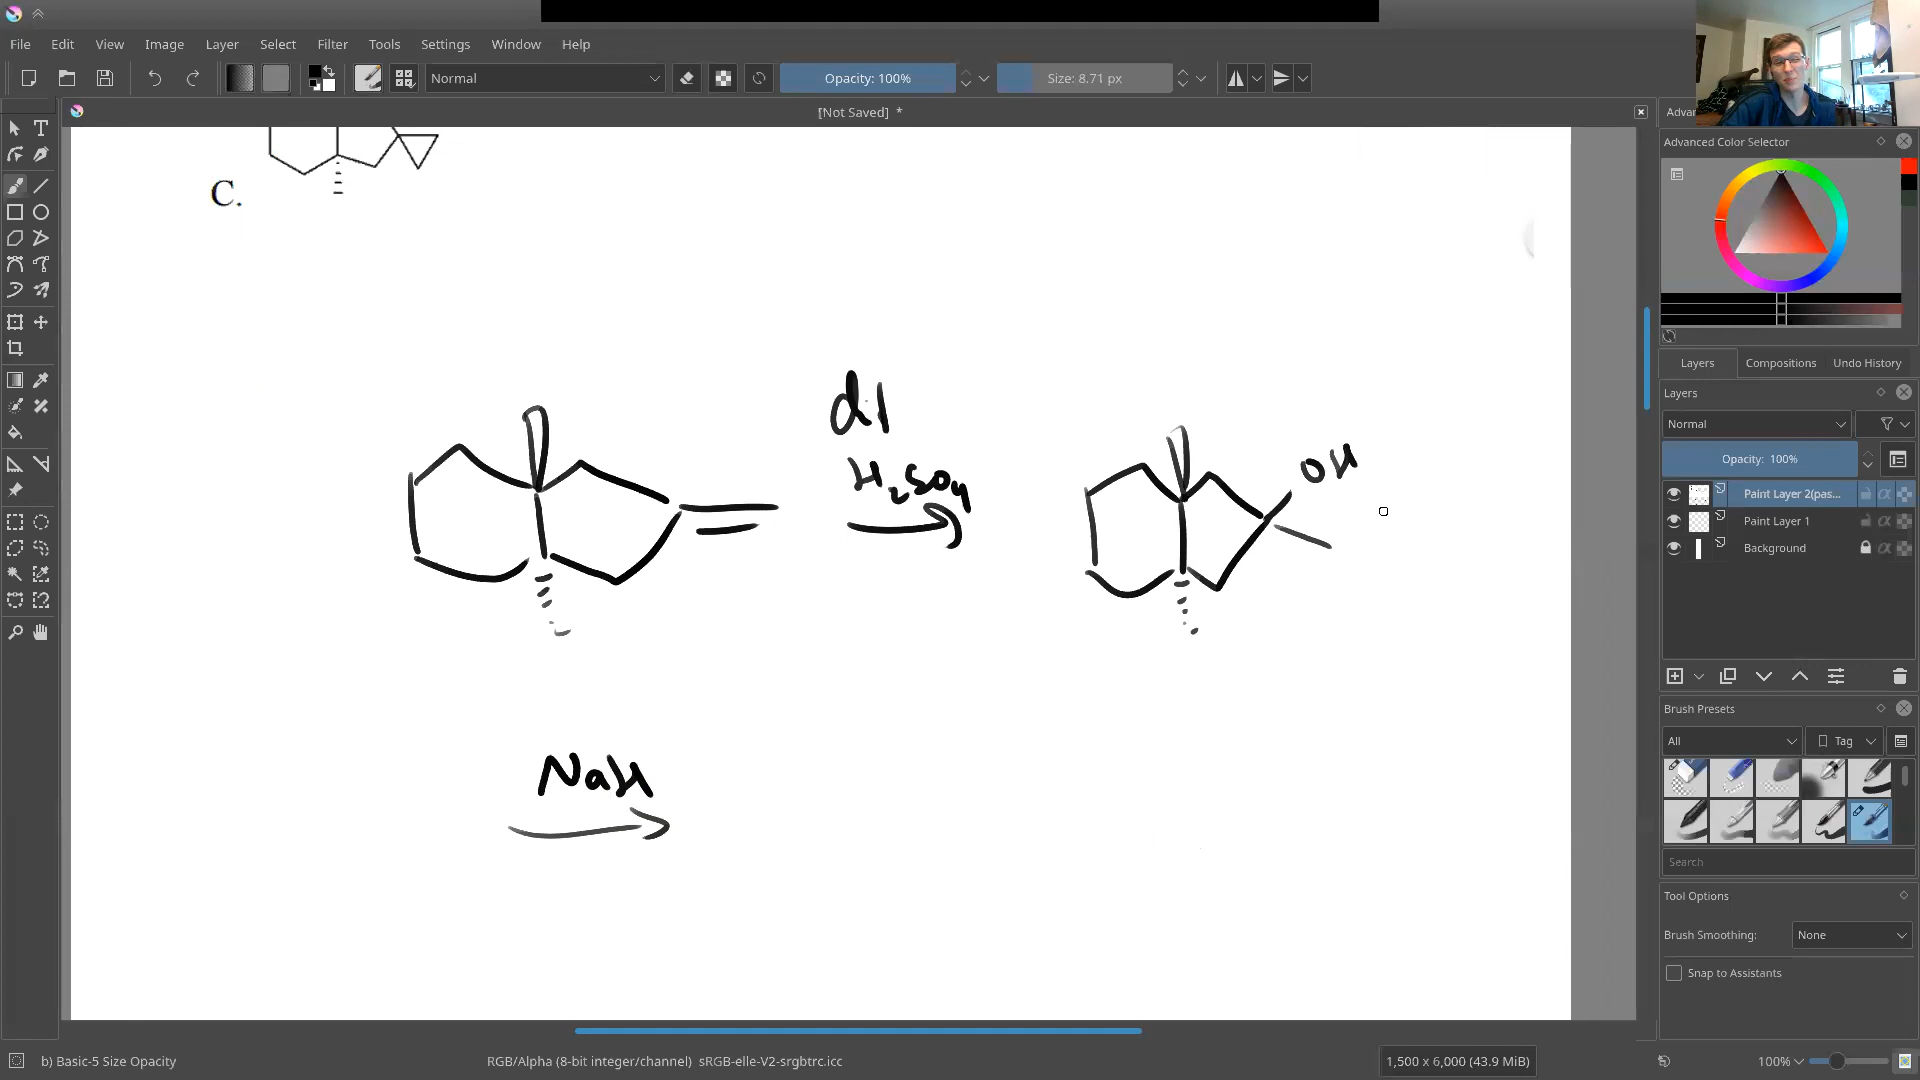 File Edit View Image Layer Select Filter Tools Settings Window Help
Normal Opacity: 100% Size: 8.71 px
[Not Saved] *
Advanced Color Selector
C.
dil
H2SO4
OH
NaH
Layers Compositions Undo History
Layers
Normal
Opacity: 100%
Paint Layer 2(pas...
Paint Layer 1
Background
Brush Presets
All Tag
Search
Tool Options
Brush Smoothing: None
Snap to Assistants
b) Basic-5 Size Opacity RGB/Alpha (8-bit integer/channel) sRGB-elle-V2-srgbtrc.icc 1,500 x 6,000 (43.9 MiB) 100%